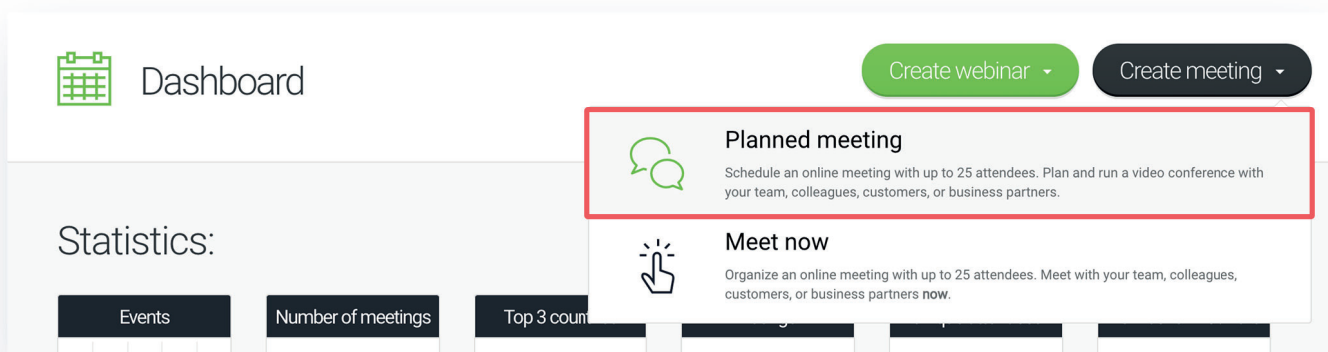 Dashboard
Create webinar
Create meeting
Planned meeting
Schedule an online meeting with up to 25 attendees. Plan and run a video conference with
your team, colleagues, customers, or business partners.
Meet now
Organize an online meeting with up to 25 attendees. Meet with your team, colleagues,
customers, or business partners now.
Statistics:
Events
Number of meetings
Top 3